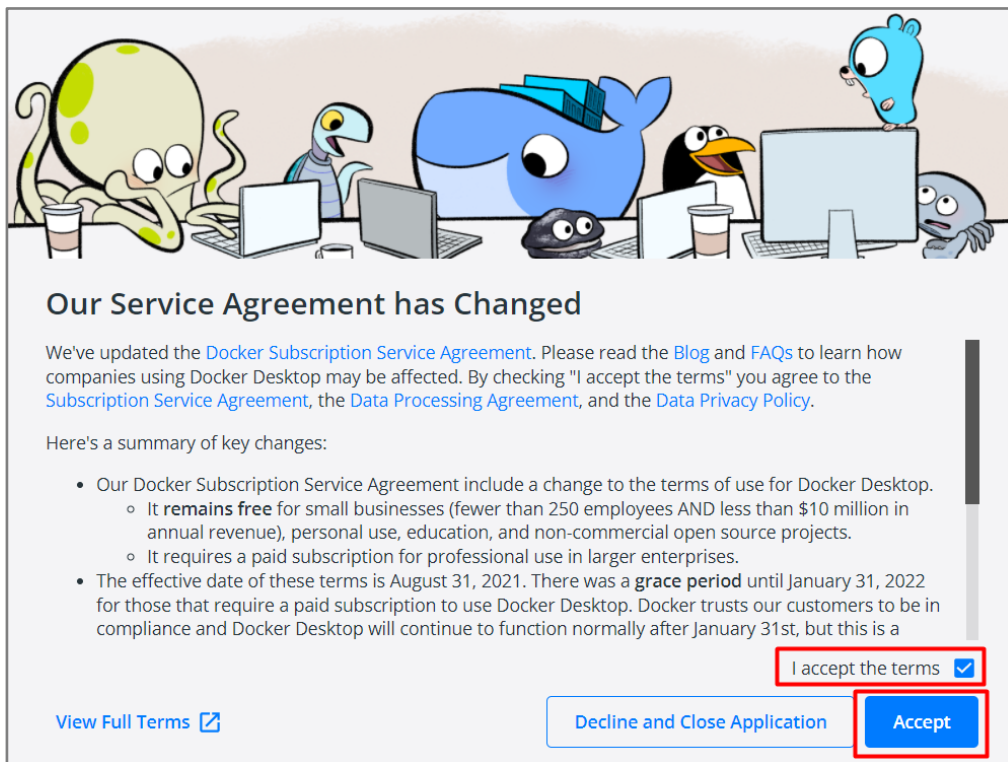 Our Service Agreement has Changed
We've updated the Docker Subscription Service Agreement. Please read the Blog and FAQs to learn how
companies using Docker Desktop may be affected. By checking "I accept the terms" you agree to the
Subscription Service Agreement, the Data Processing Agreement, and the Data Privacy Policy.
Here's a summary of key changes:
• Our Docker Subscription Service Agreement include a change to the terms of use for Docker Desktop.
◦ It remains free for small businesses (fewer than 250 employees AND less than $10 million in
annual revenue), personal use, education, and non-commercial open source projects.
◦ It requires a paid subscription for professional use in larger enterprises.
• The effective date of these terms is August 31, 2021. There was a grace period until January 31, 2022
for those that require a paid subscription to use Docker Desktop. Docker trusts our customers to be in
compliance and Docker Desktop will continue to function normally after January 31st, but this is a
I accept the terms
View Full Terms
Decline and Close Application
Accept